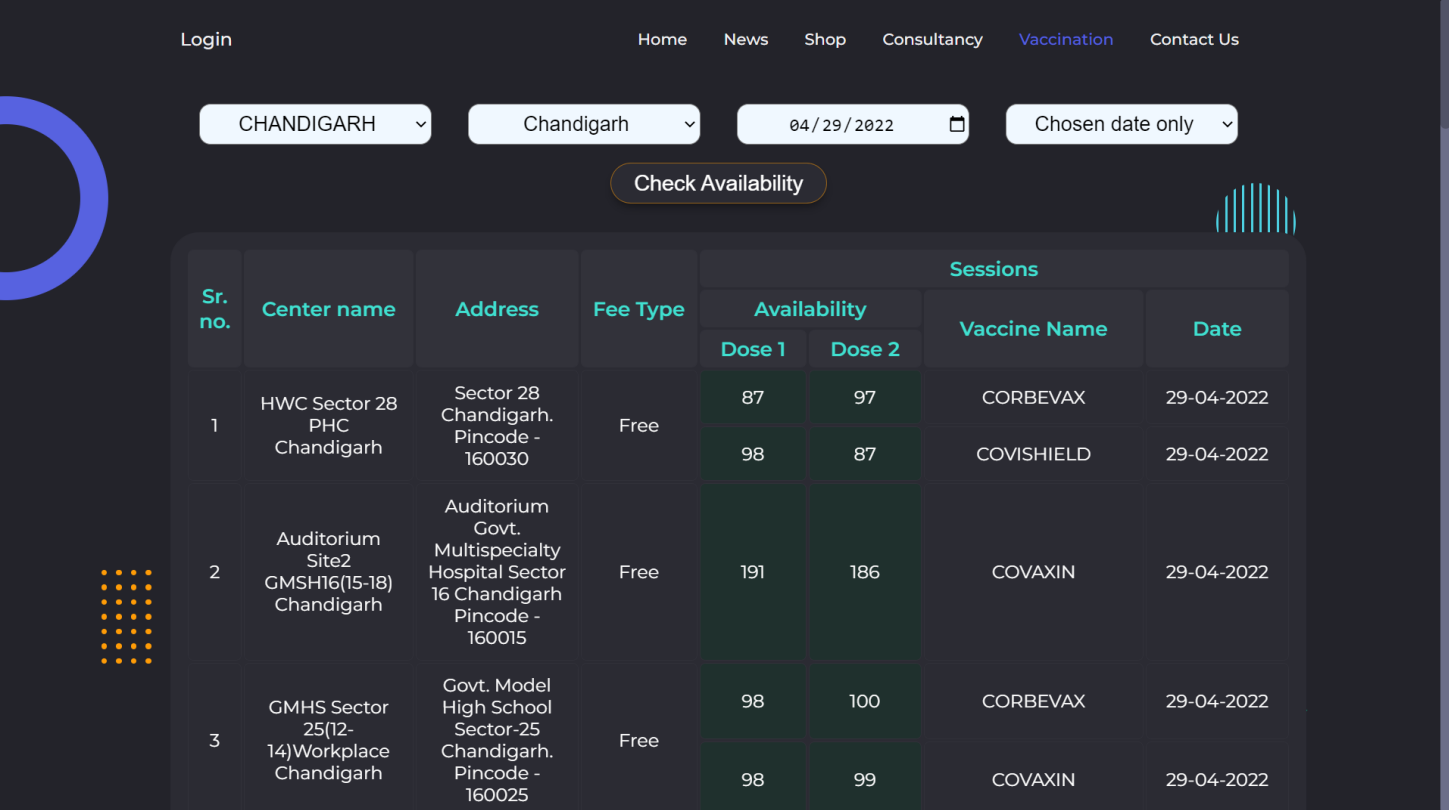 Login
Home
News
Shop
Consultancy
Vaccination
Contact Us
CHANDIGARH
Chandigarh
04/29/2022
Chosen date only
Check Availability
Sr.
no.
Center name
Address
Fee Type
Sessions
Availability
Dose 1
Dose 2
Vaccine Name
Date
1
HWC Sector 28
PHC
Chandigarh
Sector 28
Chandigarh.
Pincode -
160030
Free
87
97
CORBEVAX
29-04-2022
98
87
COVISHIELD
29-04-2022
2
Auditorium
Site2
GMSH16(15-18)
Chandigarh
Auditorium
Govt.
Multispecialty
Hospital Sector
16 Chandigarh
Pincode -
160015
Free
191
186
COVAXIN
29-04-2022
3
GMHS Sector
25(12-
14)Workplace
Chandigarh
Govt. Model
High School
Sector-25
Chandigarh.
Pincode -
160025
Free
98
100
CORBEVAX
29-04-2022
98
99
COVAXIN
29-04-2022